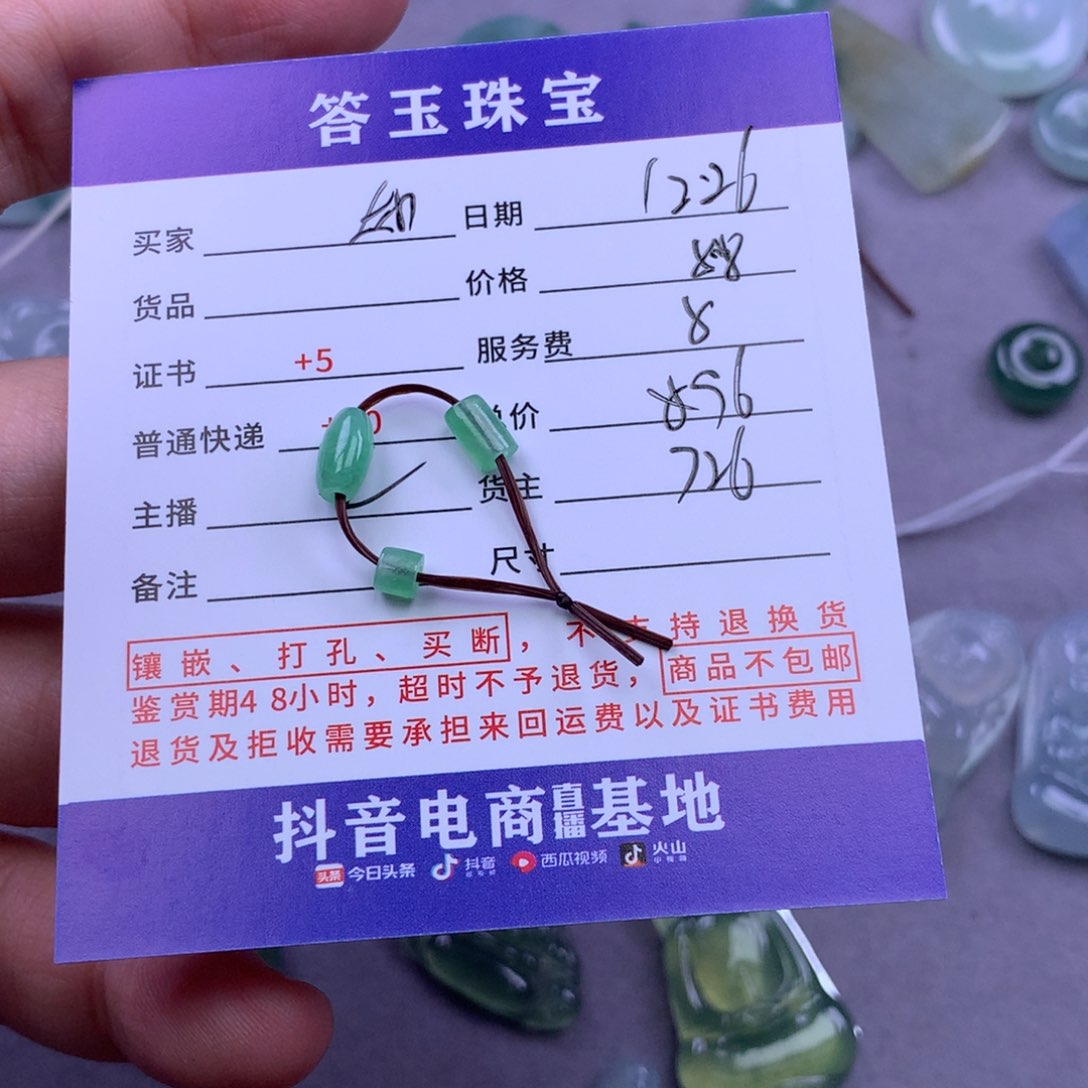 答玉珠宝
买家 日期 12.26
货品 价格 88
证书 +5 服务费 8
普通快递 价 896
主播 货主 726
备注 尺寸
镶嵌、打孔、买断，不支持退换货
鉴赏期48小时，超时不予退货，商品不包邮
退货及拒收需要承担来回运费以及证书费用
抖音电商直播基地
头条 今日头条 抖音 西瓜视频 火山